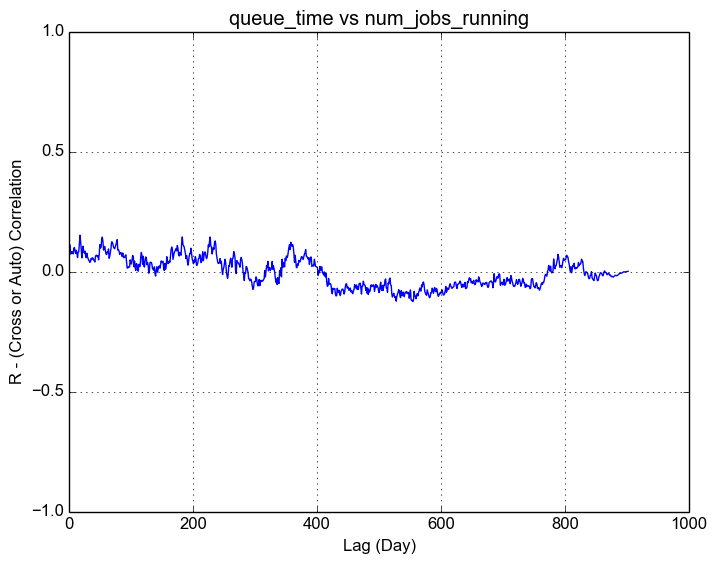 queue_time vs num_jobs_running
1.0
0.5
0.0
−0.5
−1.0
R - (Cross or Auto) Correlation
0 200 400 600 800 1000
Lag (Day)